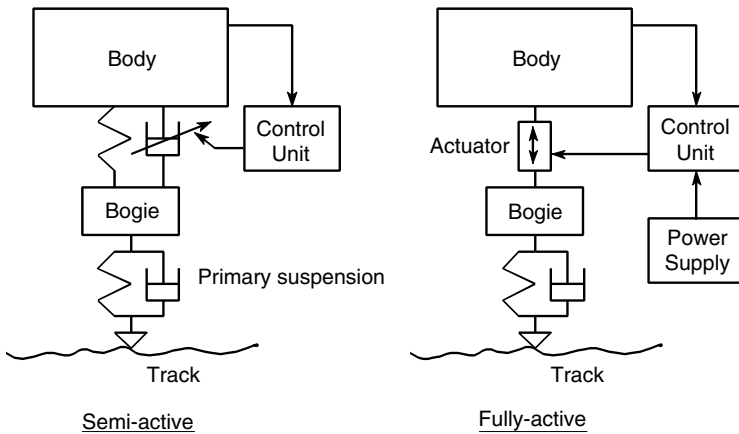 Body
Control
Unit
Bogie
Primary suspension
Track
Semi-active
Body
Actuator
Control
Unit
Bogie
Power
Supply
Track
Fully-active